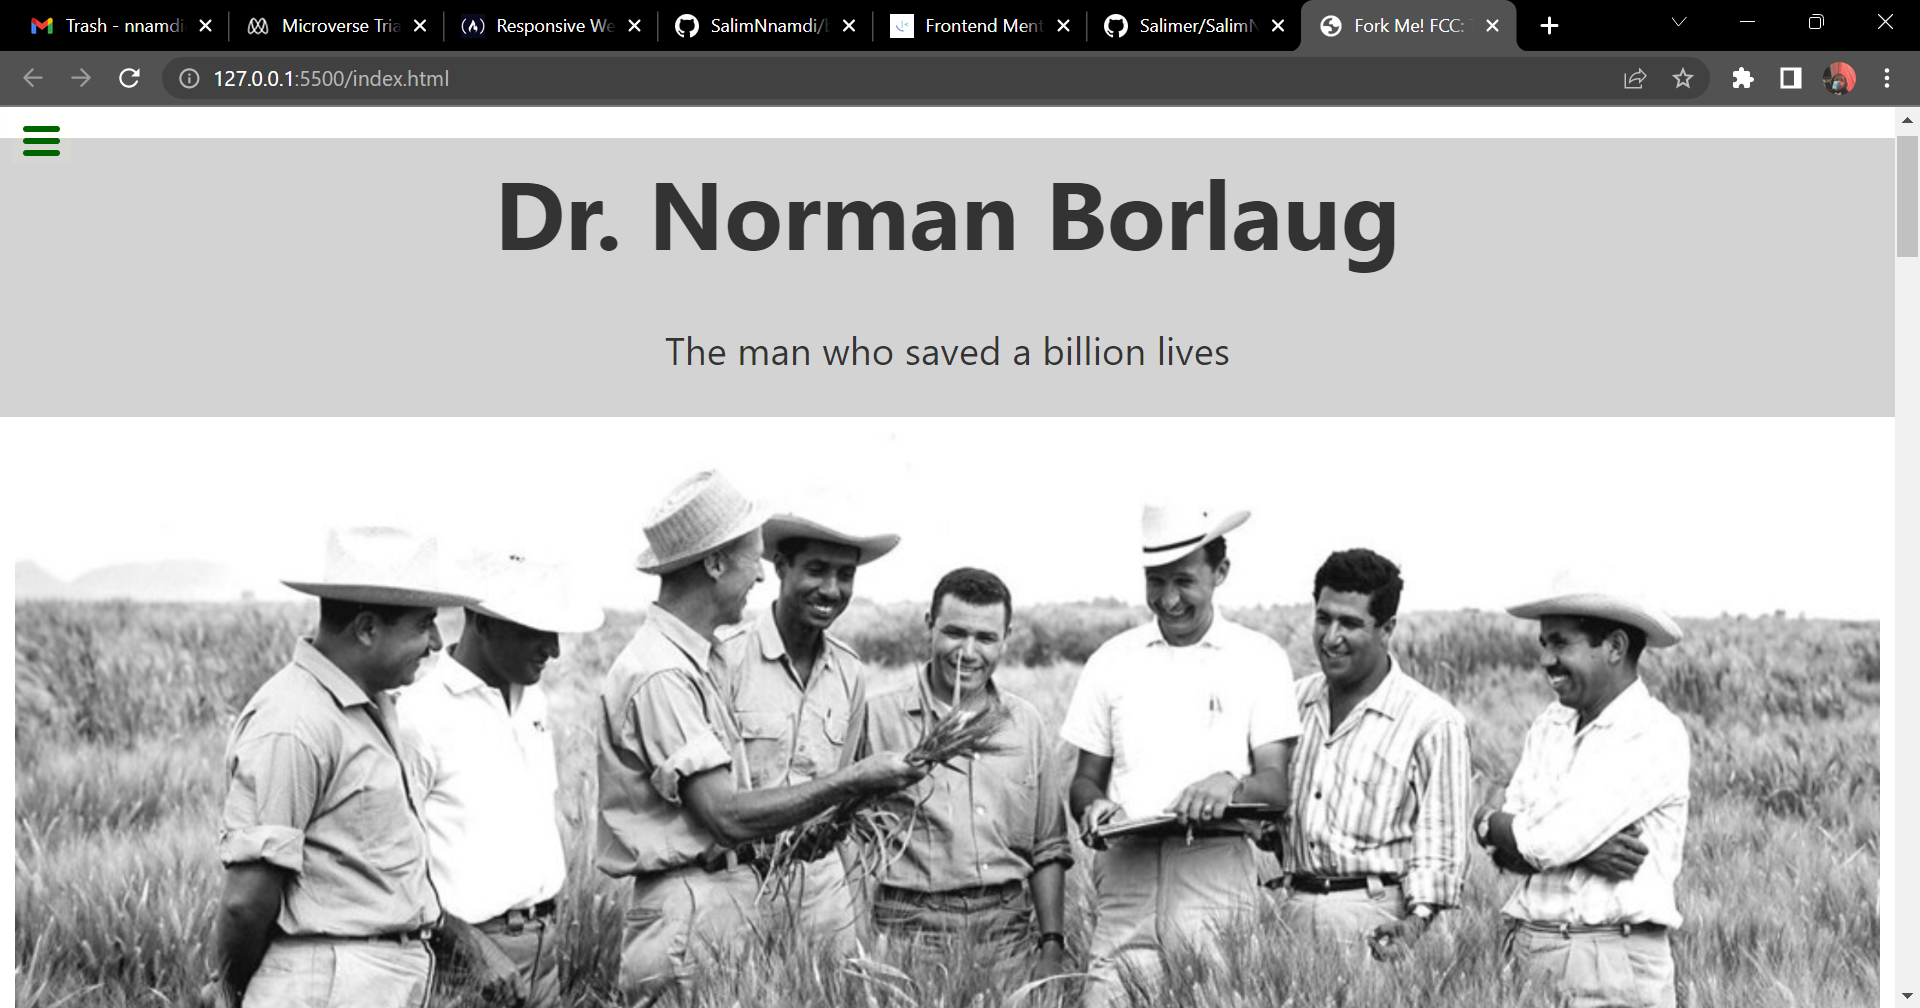 Trash - nnamdi
Microverse Tria
Responsive We
SalimNnamdi/b
Frontend Ment
Salimer/SalimN
Fork Me! FCC: T
127.0.0.1:5500/index.html
Dr. Norman Borlaug
The man who saved a billion lives